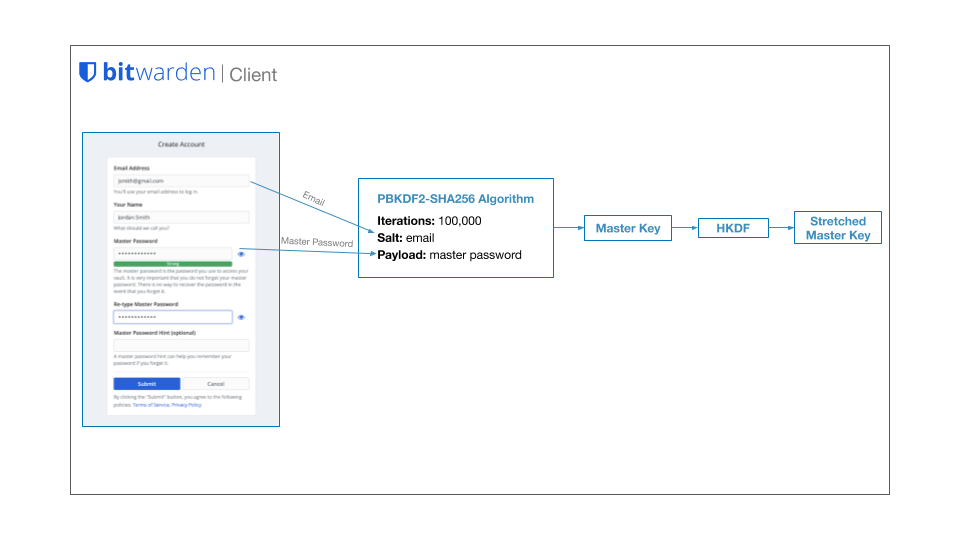 bitwarden | Client
Create Account
Email Address
jsmith@gmail.com
You'll use your email address to log in.
Your Name
Jordan Smith
What should we call you?
Master Password
************
Strong
The master password is the password you use to access your
vault. It is very important that you do not forget your master
password. There is no way to recover the password in the
event that you forget it.
Re-type Master Password
************
Master Password Hint (optional)
A master password hint can help you remember your
password if you forget it.
Submit
Cancel
By clicking the "Submit" button, you agree to the following
policies: Terms of Service, Privacy Policy
Email
Master Password
PBKDF2-SHA256 Algorithm
Iterations: 100,000
Salt: email
Payload: master password
Master Key
HKDF
Stretched
Master Key